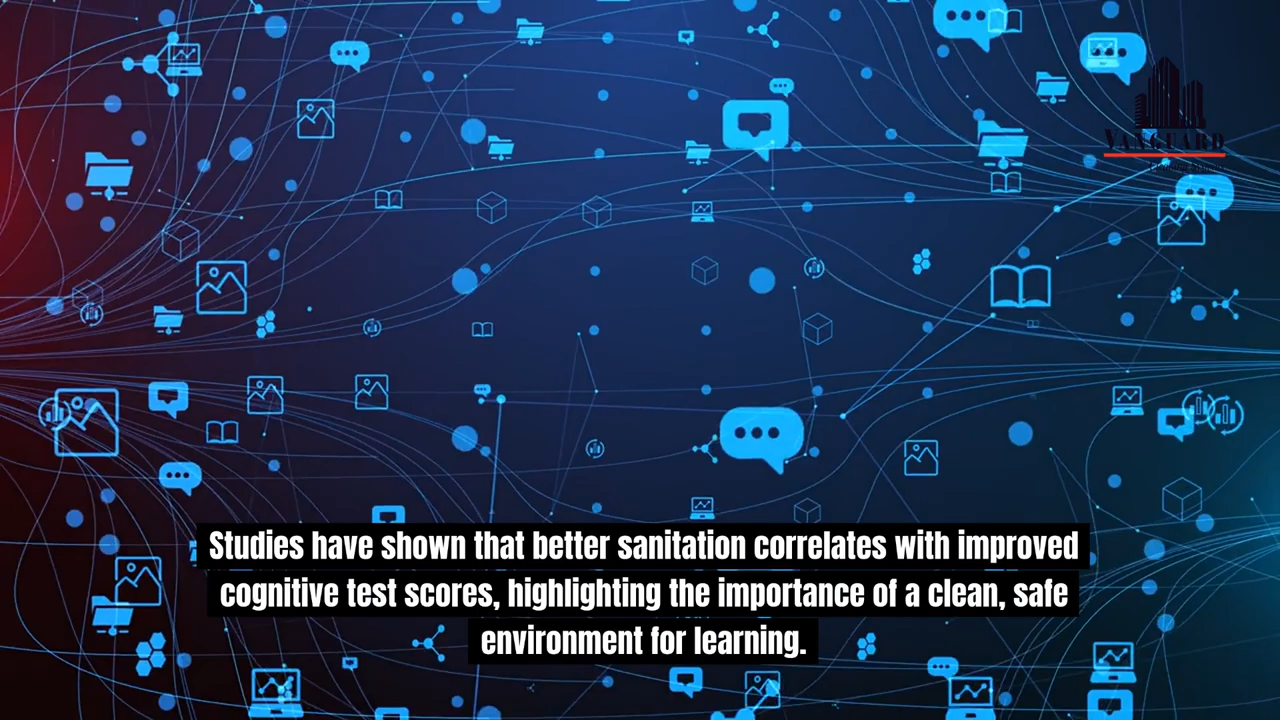 VANGUARD
Studies have shown that better sanitation correlates with improved
cognitive test scores, highlighting the importance of a clean, safe
environment for learning.